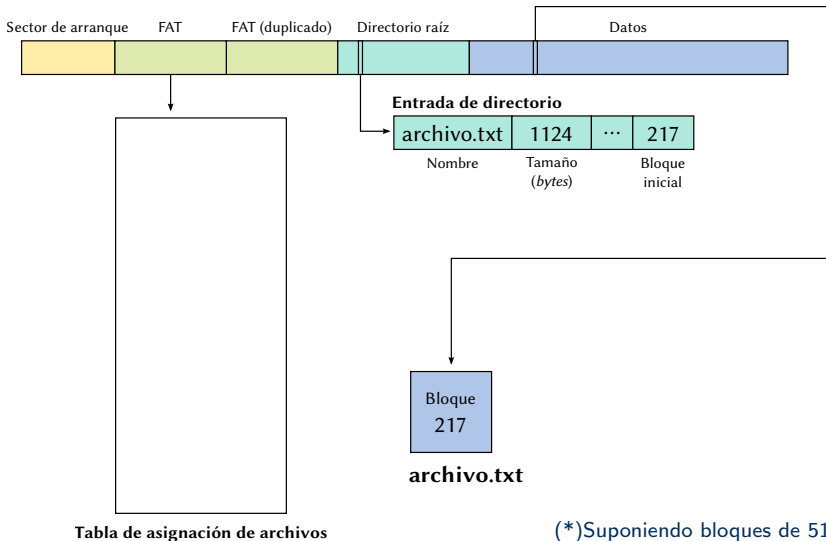 Sector de arranque FAT FAT (duplicado) Directorio raíz Datos
Entrada de directorio
archivo.txt 1124 ... 217
Nombre Tamaño Bloque
(bytes) inicial
Bloque
217
archivo.txt
Tabla de asignación de archivos (*)Suponiendo bloques de 51